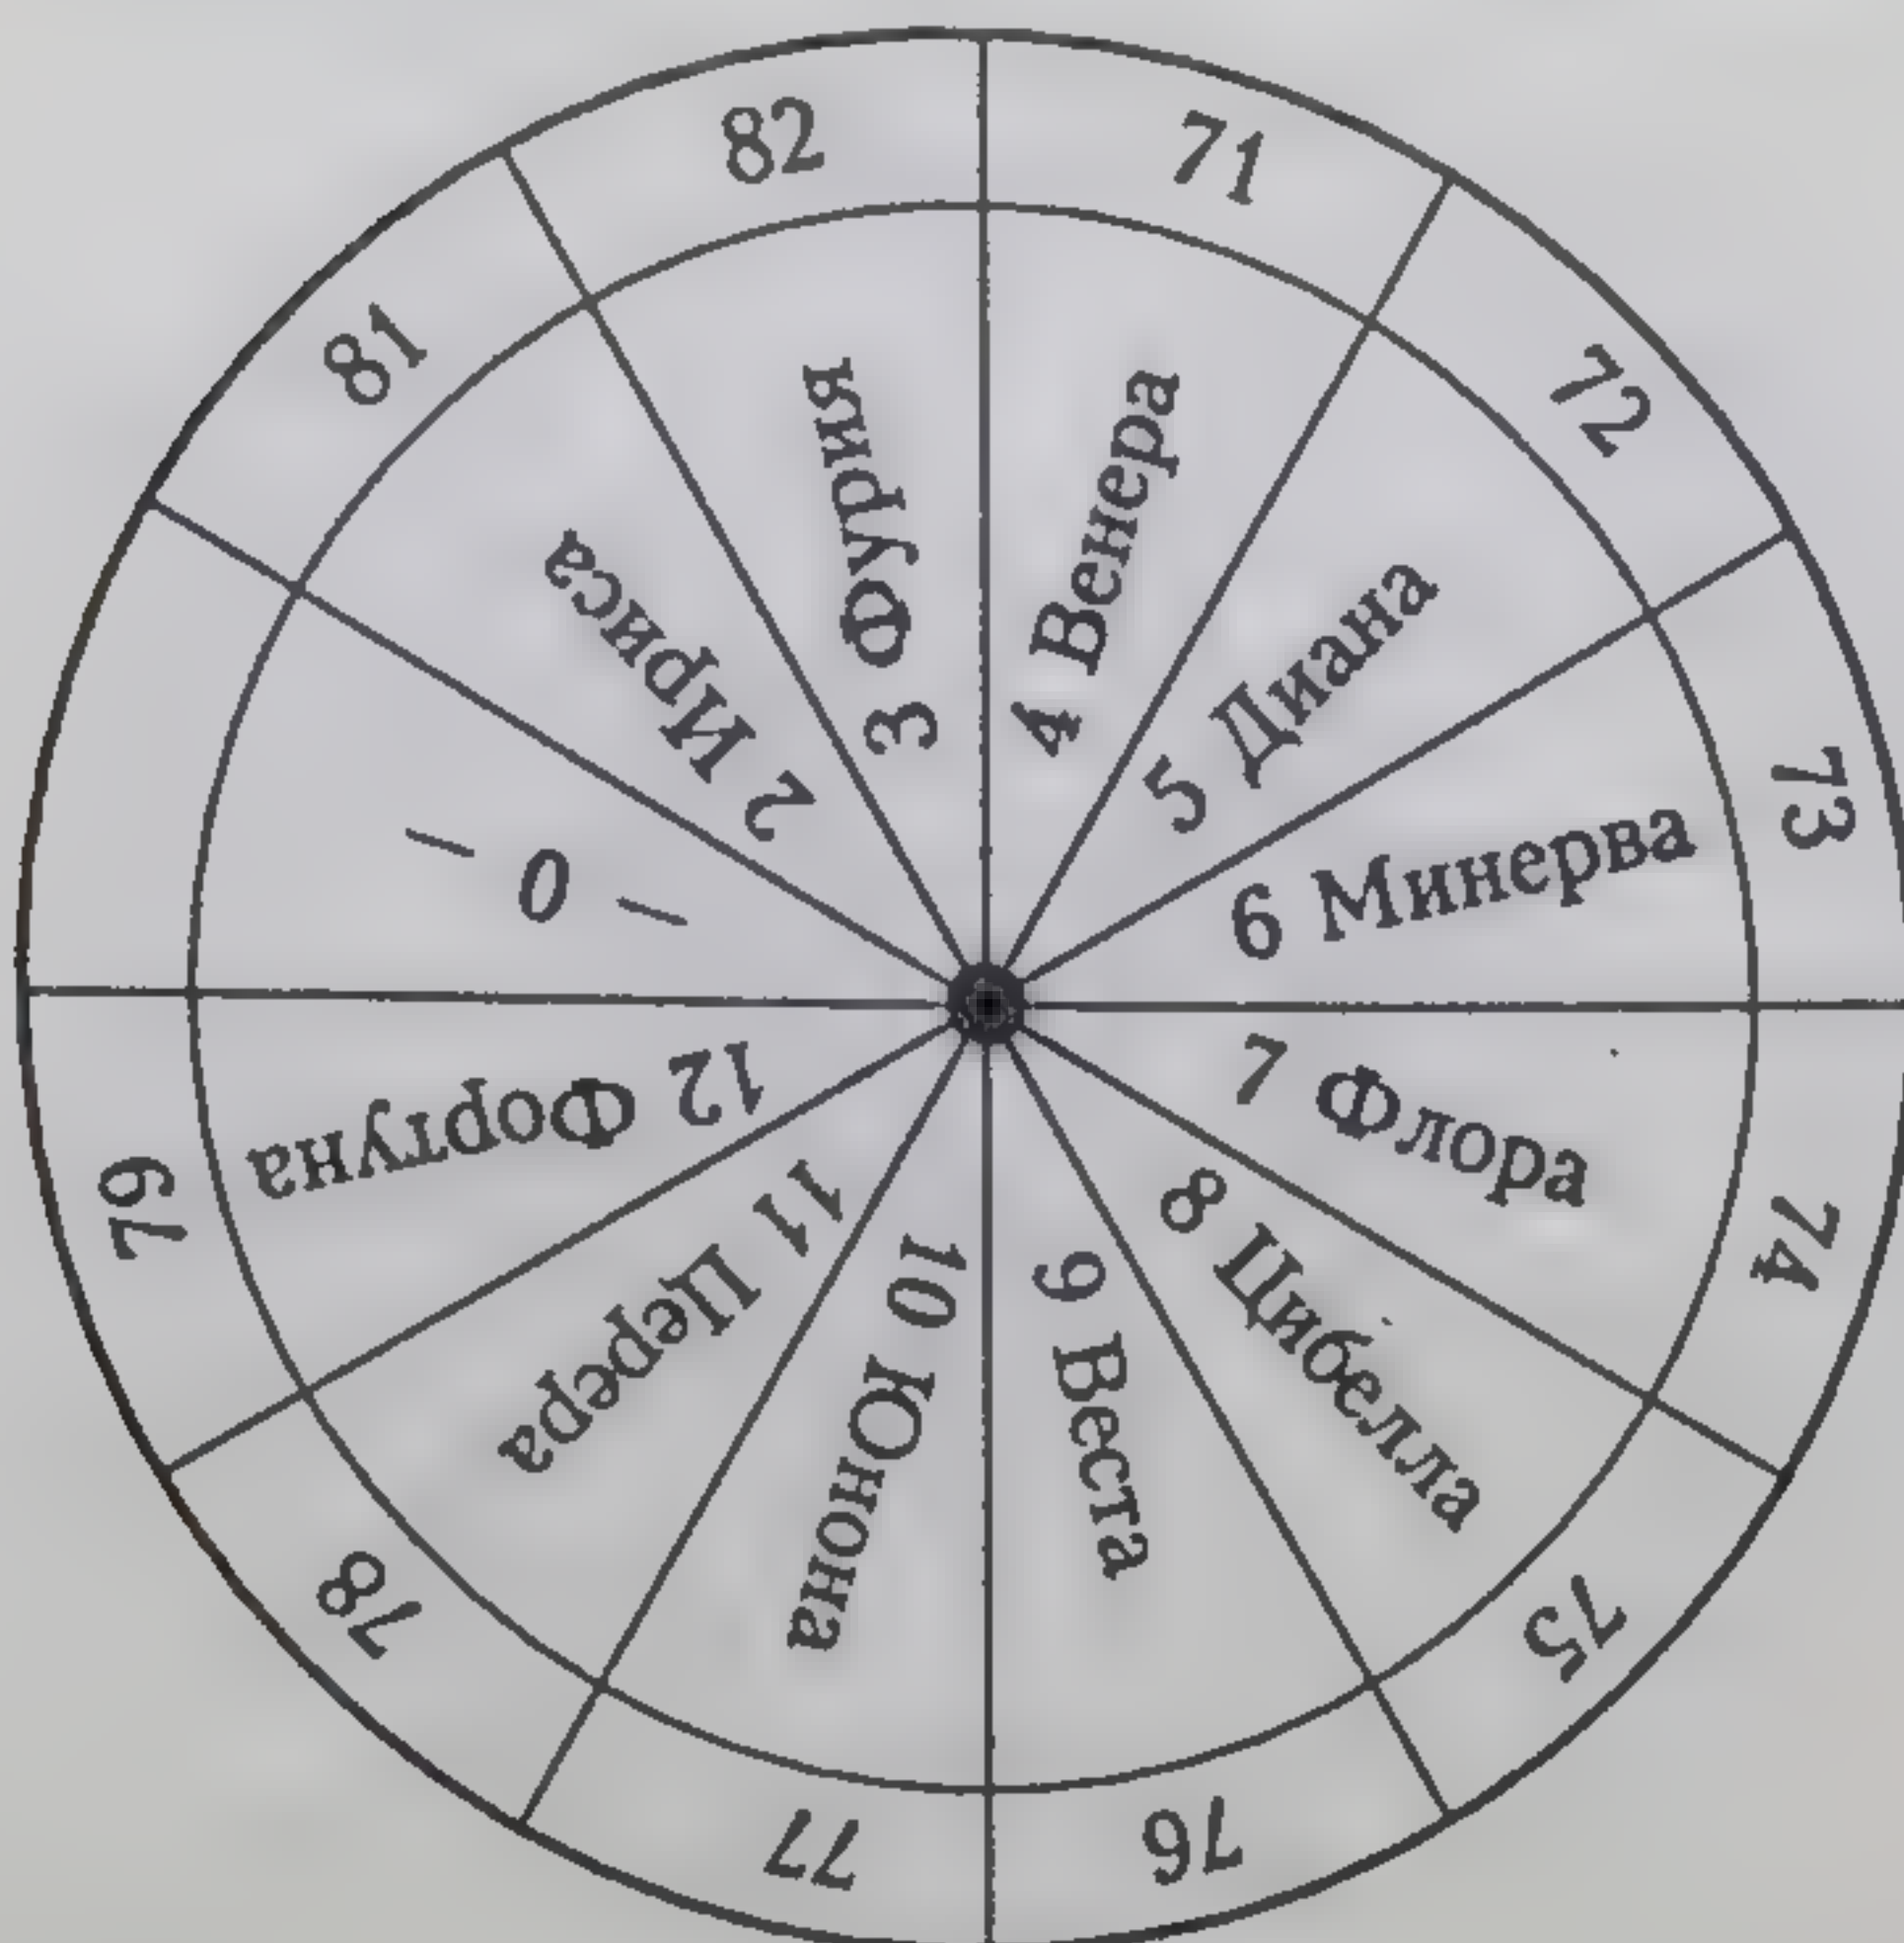 71
4 Венера
72
5 Диана
73
6 Минерва
74
7 Флора
75
8 Цибелла
76
9 Веста
77
10 Юнона
78
11 Церера
79
12 Фортуна
— 0 —
81
2 Ириса
82
3 Фурия